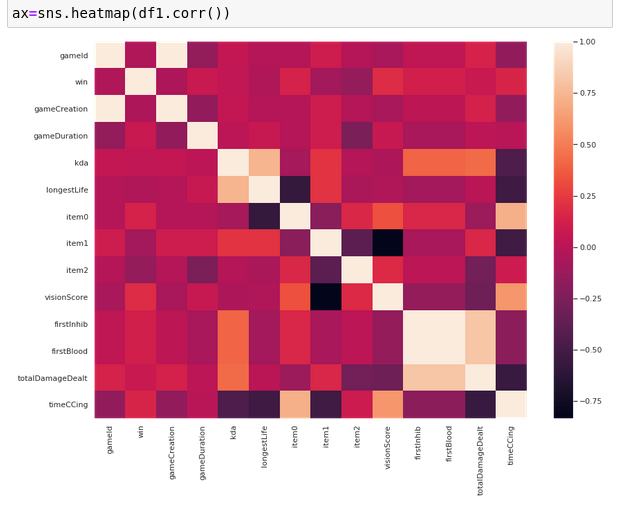 ax=sns.heatmap(df1.corr())
gameId
win
gameCreation
gameDuration
kda
longestLife
item0
item1
item2
visionScore
firstInhib
firstBlood
totalDamageDealt
timeCCing
1.00
0.75
0.50
0.25
0.00
−0.25
−0.50
−0.75
gameId
win
gameCreation
gameDuration
kda
longestLife
item0
item1
item2
visionScore
firstInhib
firstBlood
totalDamageDealt
timeCCing